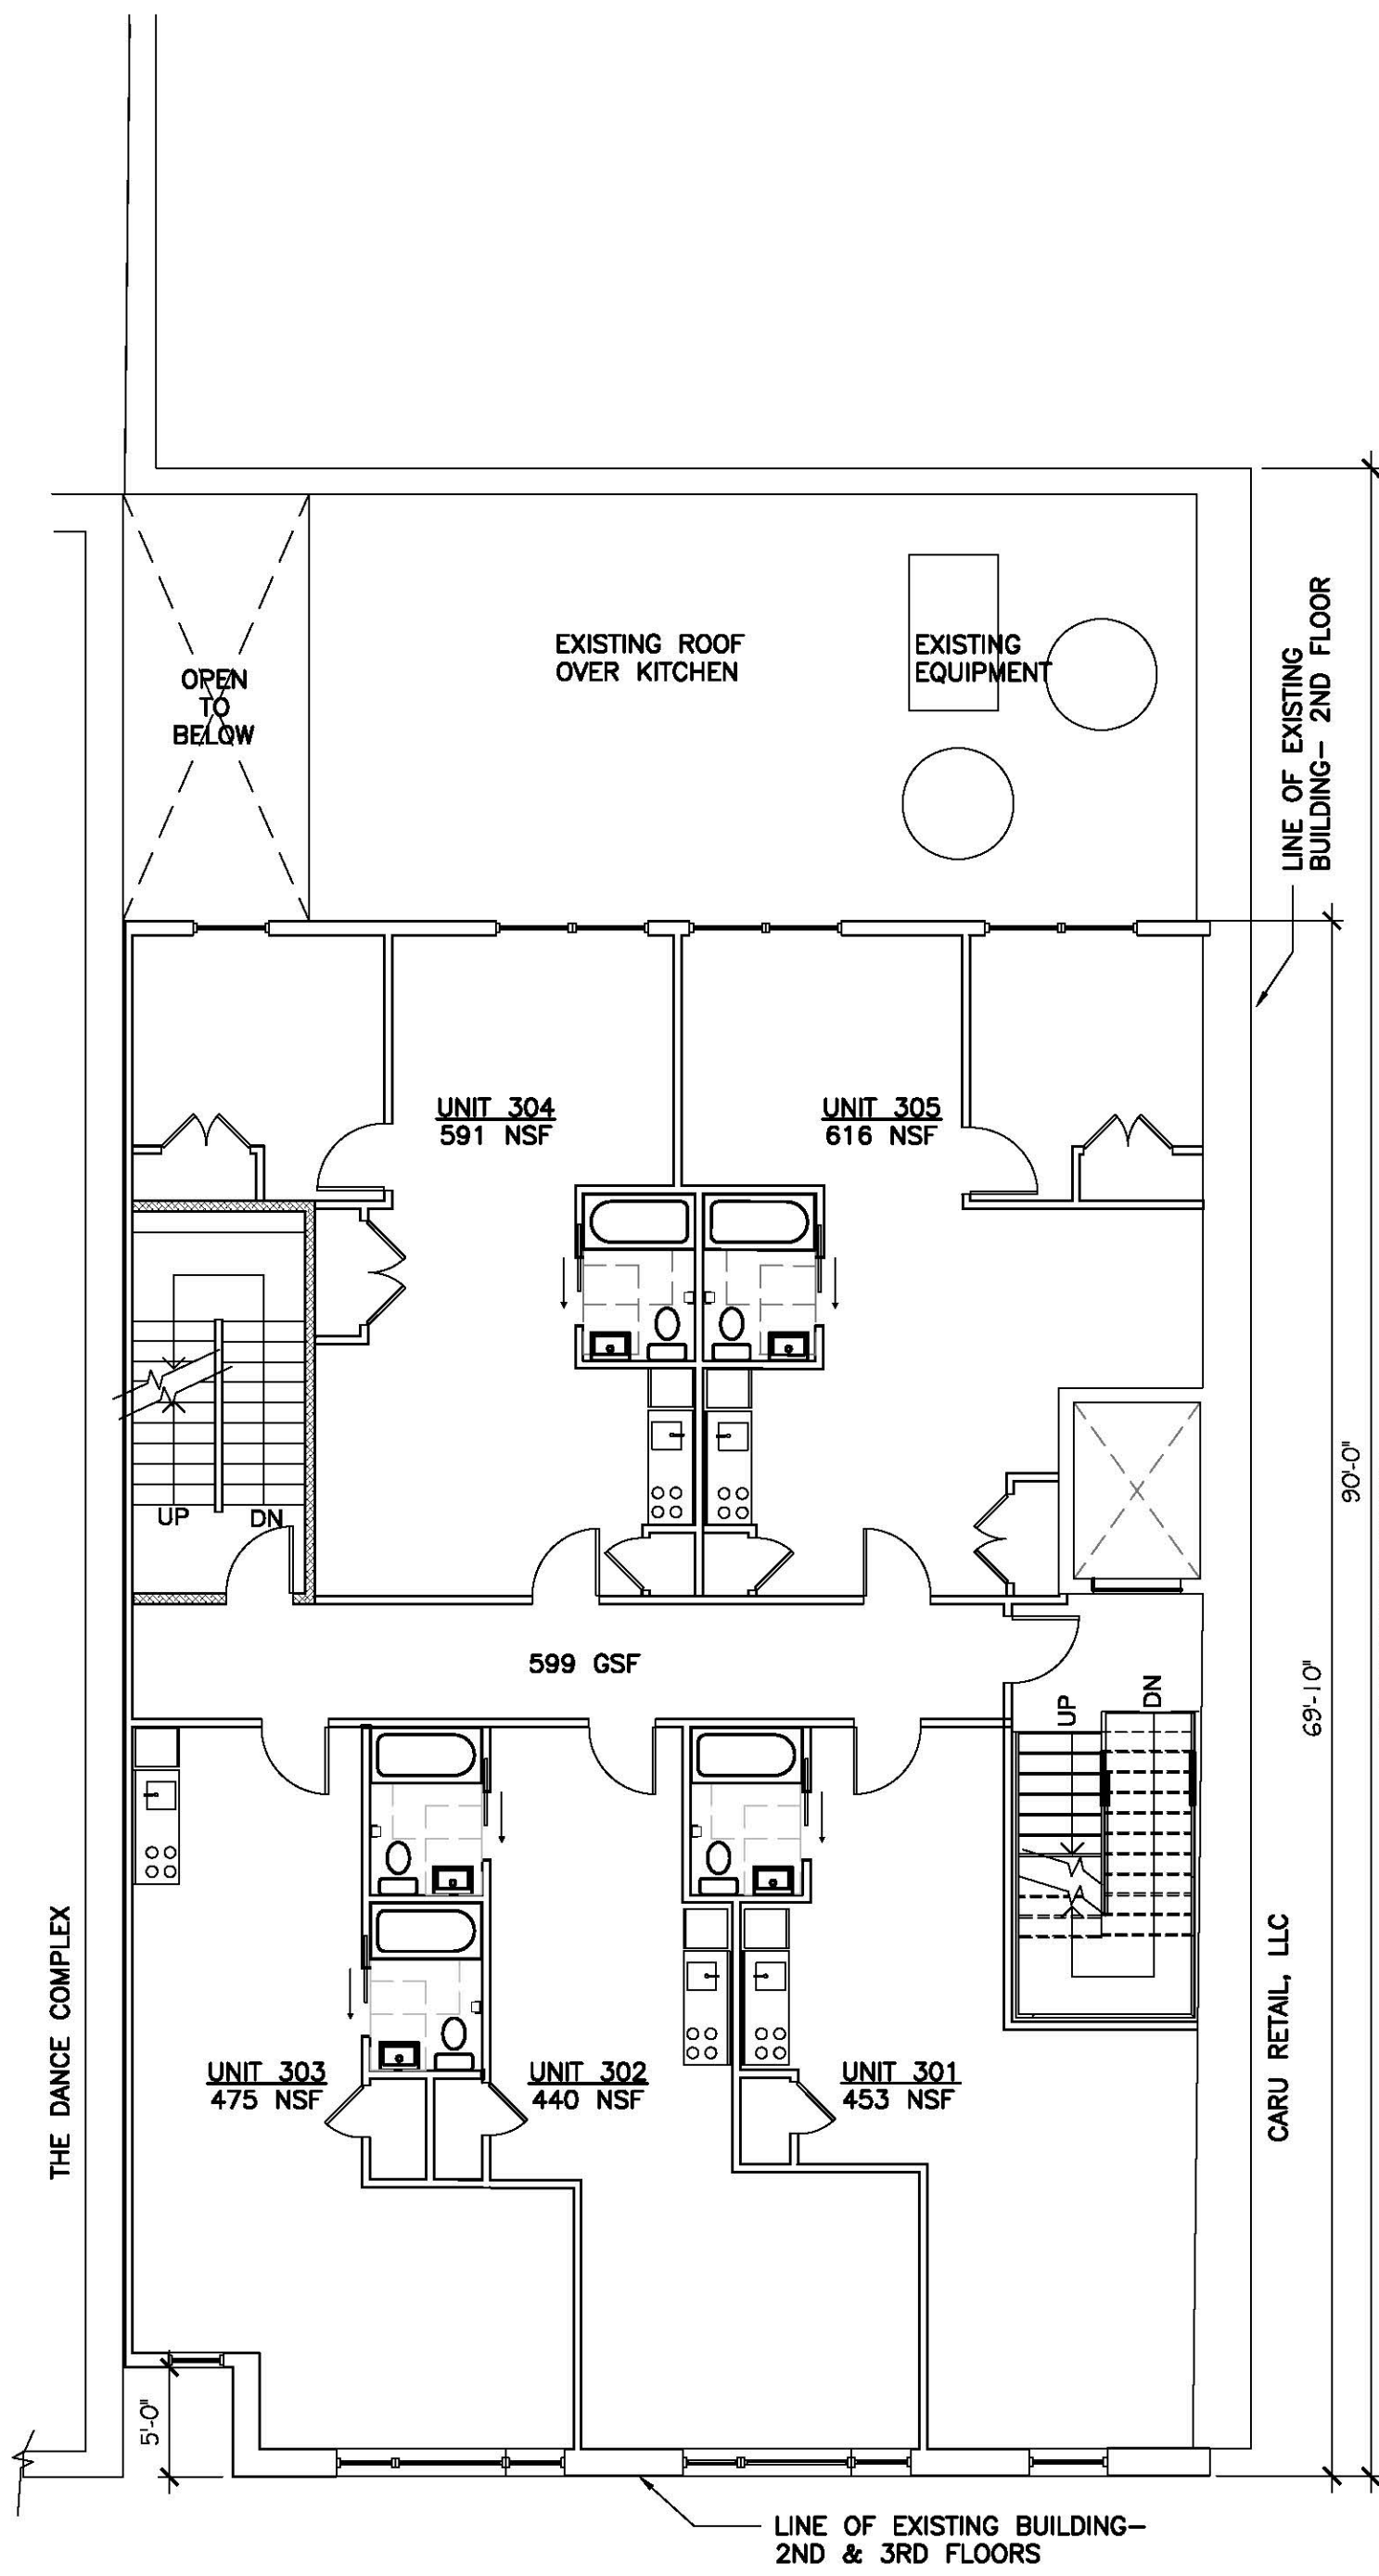 EXISTING ROOF
OVER KITCHEN
EXISTING
EQUIPMENT
OPEN
TO
BELOW
LINE OF EXISTING
BUILDING- 2ND FLOOR
UNIT 304
591 NSF
UNIT 305
616 NSF
UP
DN
90'-0"
599 GSF
69'-10"
UP
DN
THE DANCE COMPLEX
CARU RETAIL, LLC
UNIT 303
475 NSF
UNIT 302
440 NSF
UNIT 301
453 NSF
5'-0"
LINE OF EXISTING BUILDING-
2ND & 3RD FLOORS